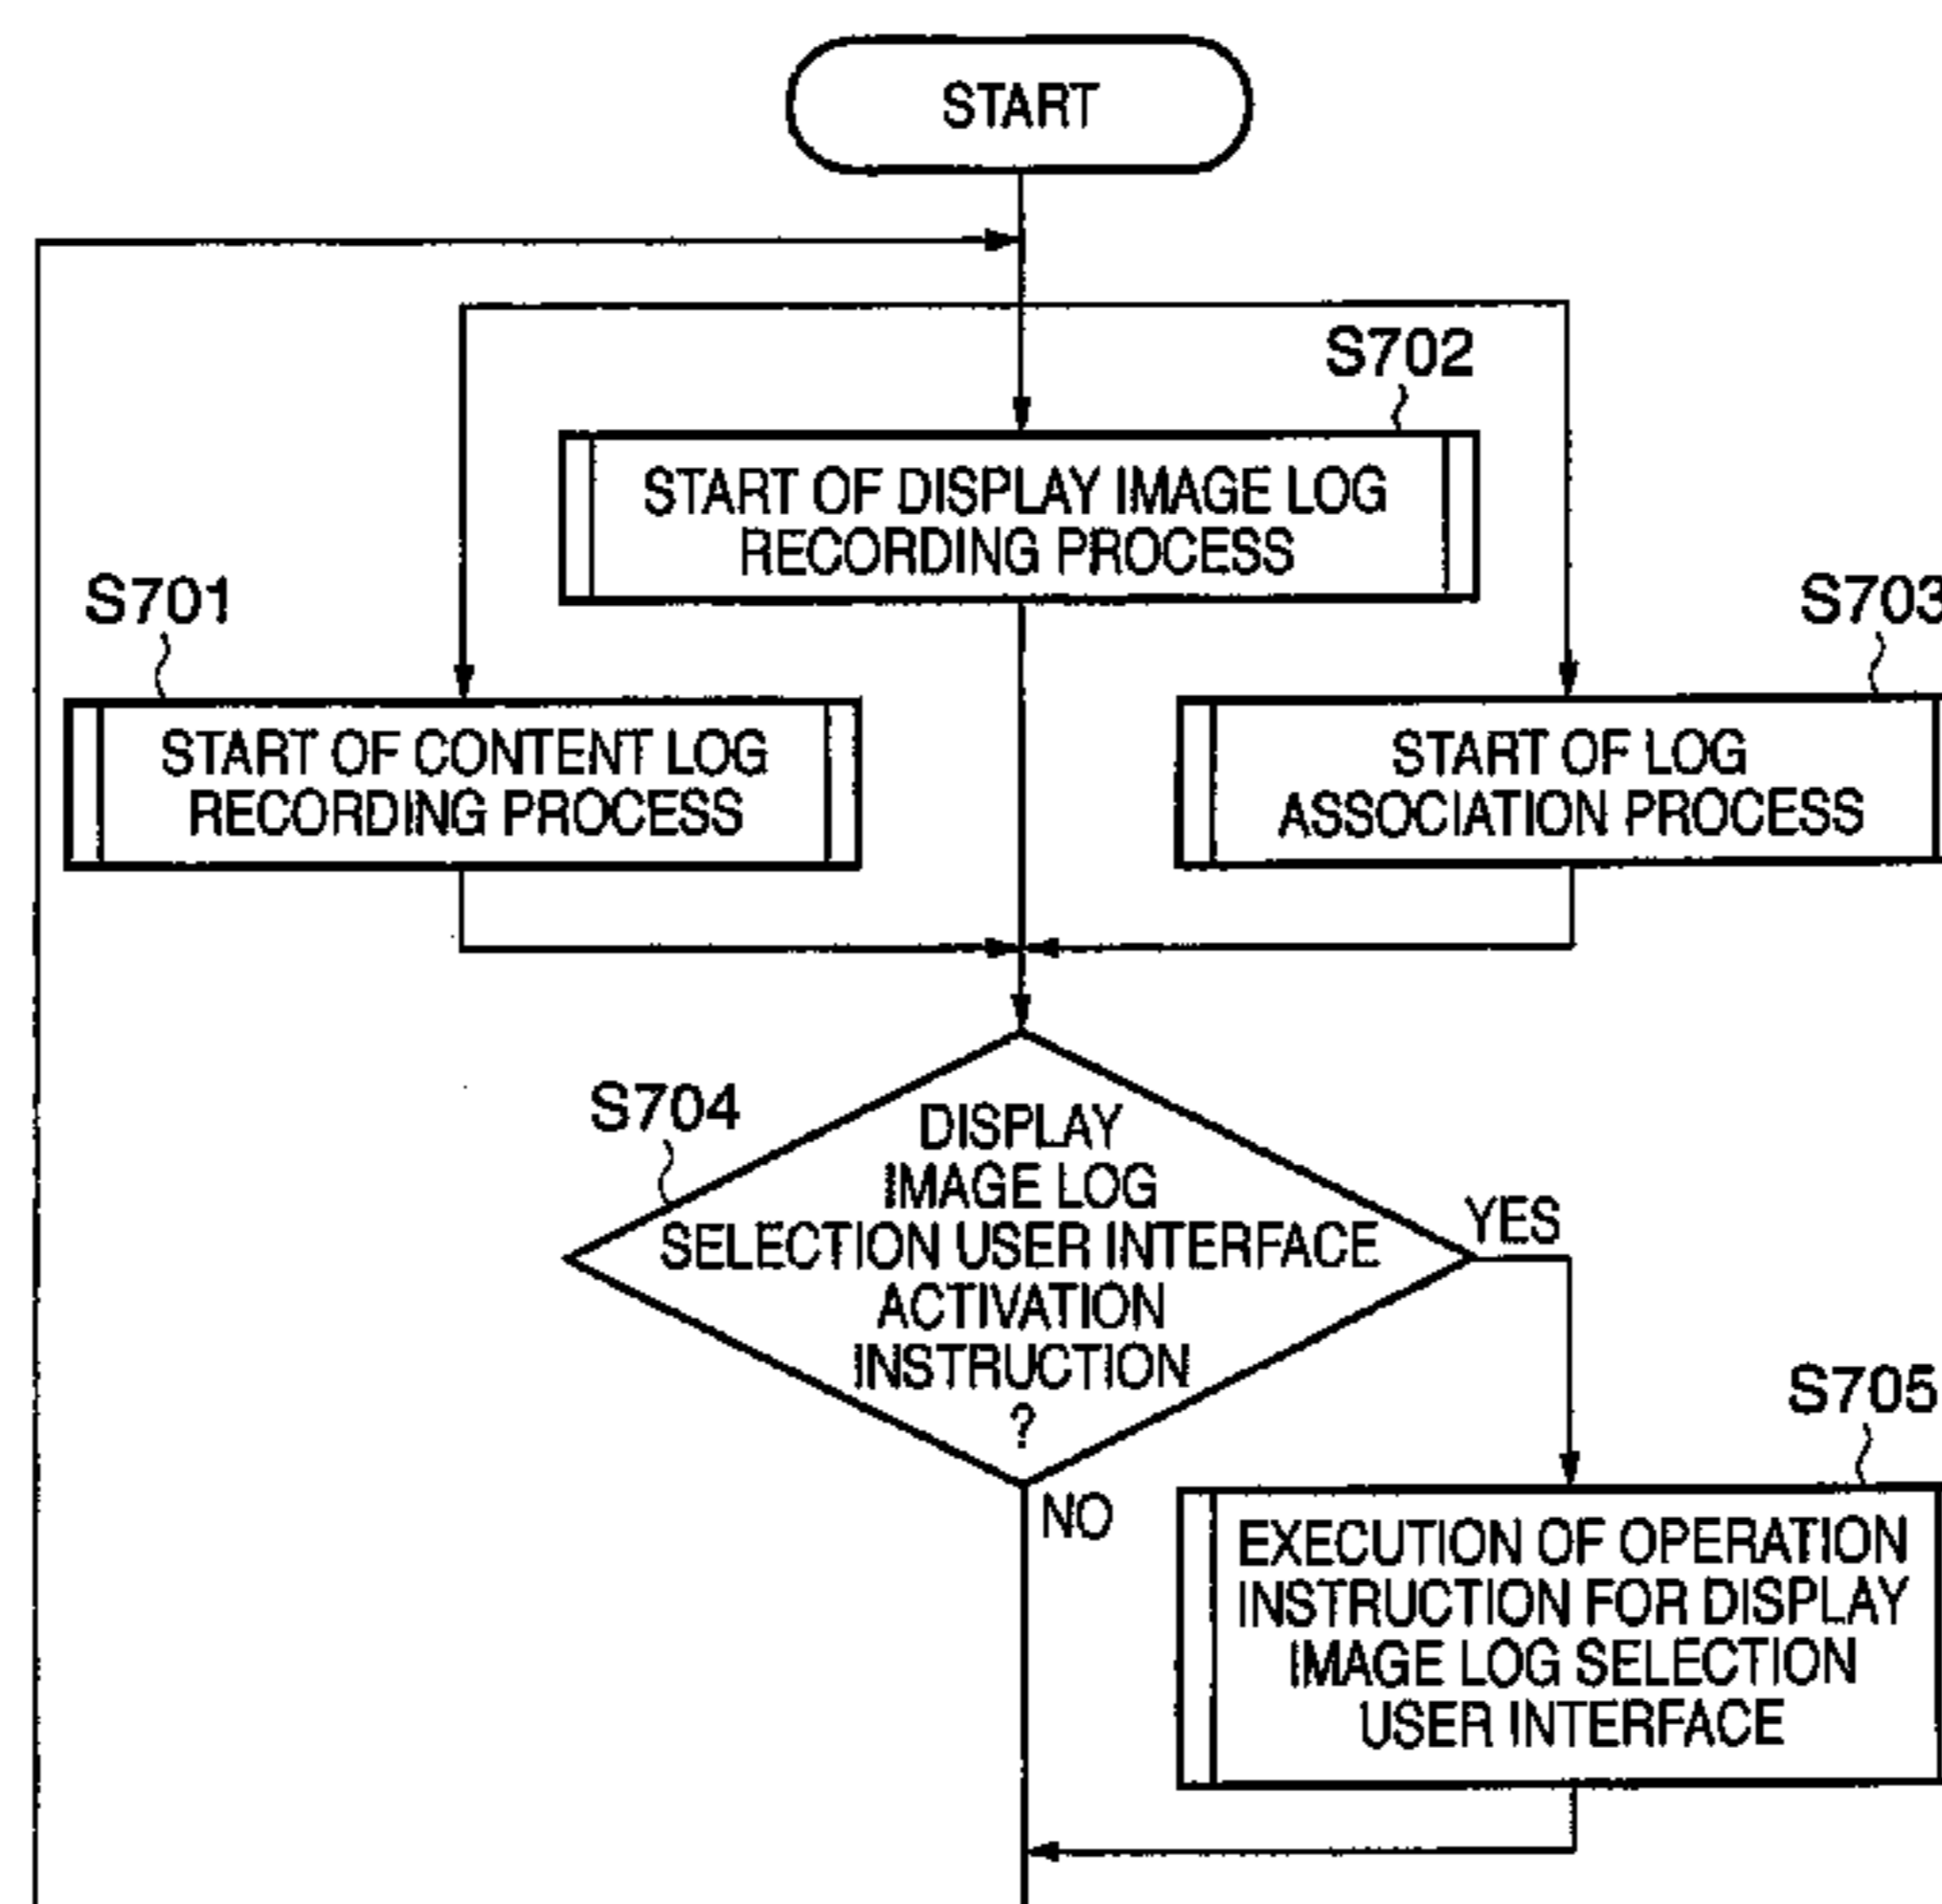 START
S702
START OF DISPLAY IMAGE LOG
RECORDING PROCESS
S701
START OF CONTENT LOG
RECORDING PROCESS
S703
START OF LOG
ASSOCIATION PROCESS
S704
DISPLAY
IMAGE LOG
SELECTION USER INTERFACE
ACTIVATION
INSTRUCTION
?
YES
NO
S705
EXECUTION OF OPERATION
INSTRUCTION FOR DISPLAY
IMAGE LOG SELECTION
USER INTERFACE